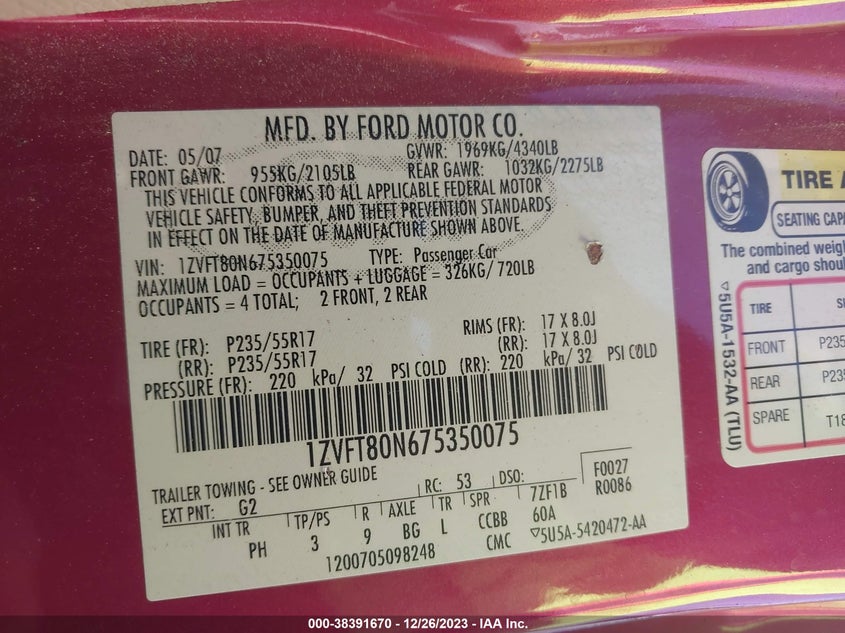 MFD. BY FORD MOTOR CO.
DATE: 05/07 GVWR: 1969KG/4340LB
FRONT GAWR: 955KG/2105LB REAR GAWR: 1032KG/2275LB
THIS VEHICLE CONFORMS TO ALL APPLICABLE FEDERAL MOTOR
VEHICLE SAFETY, BUMPER, AND THEFT PREVENTION STANDARDS
IN EFFECT ON THE DATE OF MANUFACTURE SHOWN ABOVE.
VIN: 1ZVFT80N675350075 TYPE: Passenger Car
MAXIMUM LOAD = OCCUPANTS + LUGGAGE = 326KG/ 720LB
OCCUPANTS = 4 TOTAL; 2 FRONT, 2 REAR
TIRE (FR): P235/55R17 RIMS (FR): 17 X 8.0J
(RR): P235/55R17 (RR): 17 X 8.0J
PRESSURE (FR): 220 kPa/ 32 PSI COLD (RR): 220 kPa/ 32 PSI COLD
1ZVFT80N675350075
TRAILER TOWING - SEE OWNER GUIDE
EXT PNT: G2 RC: 53 DSO: F0027
INT TR TP/PS R AXLE TR SPR 7ZF1B R0086
PH 3 9 BG L CCBB 60A
1200705098248 CMC ▽5U5A-5420472-AA
TIRE A
SEATING CAPA
The combined weigh
and cargo shou
TIRE
FRONT P235
REAR P235
SPARE T18
▽5U5A-1532-AA (TLU)
000-38391670 - 12/26/2023 - IAA Inc.